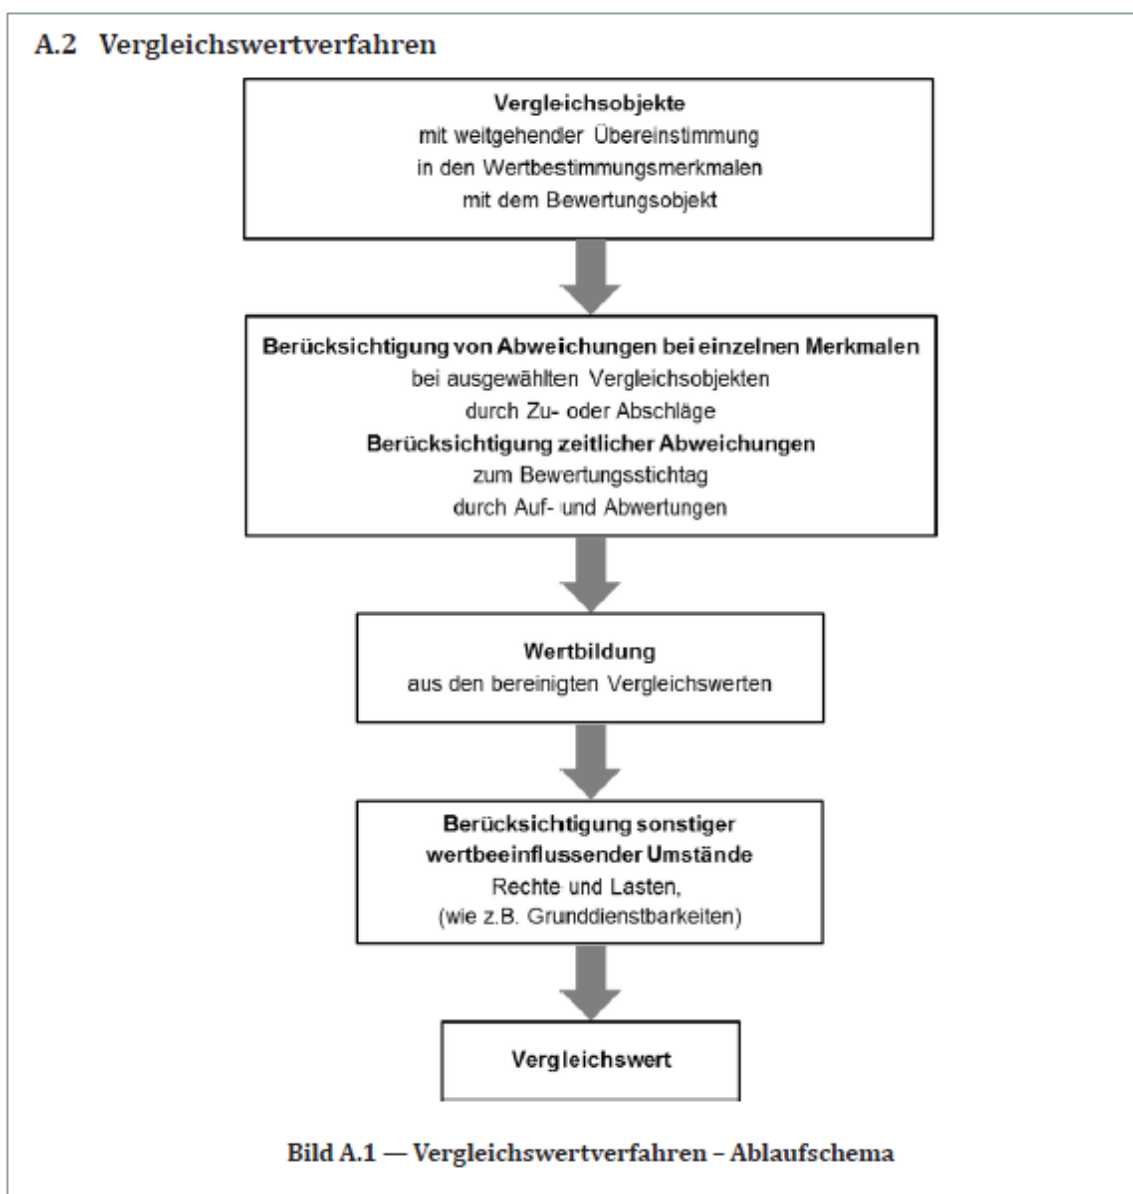 A.2 Vergleichswertverfahren
Vergleichsobjekte
mit weitgehender Übereinstimmung
in den Wertbestimmungsmerkmalen
mit dem Bewertungsobjekt
Berücksichtigung von Abweichungen bei einzelnen Merkmalen
bei ausgewählten Vergleichsobjekten
durch Zu- oder Abschläge
Berücksichtigung zeitlicher Abweichungen
zum Bewertungsstichtag
durch Auf- und Abwertungen
Wertbildung
aus den bereinigten Vergleichswerten
Berücksichtigung sonstiger
wertbeeinflussender Umstände
Rechte und Lasten,
(wie z.B. Grunddienstbarkeiten)
Vergleichswert
Bild A.1 — Vergleichswertverfahren – Ablaufschema